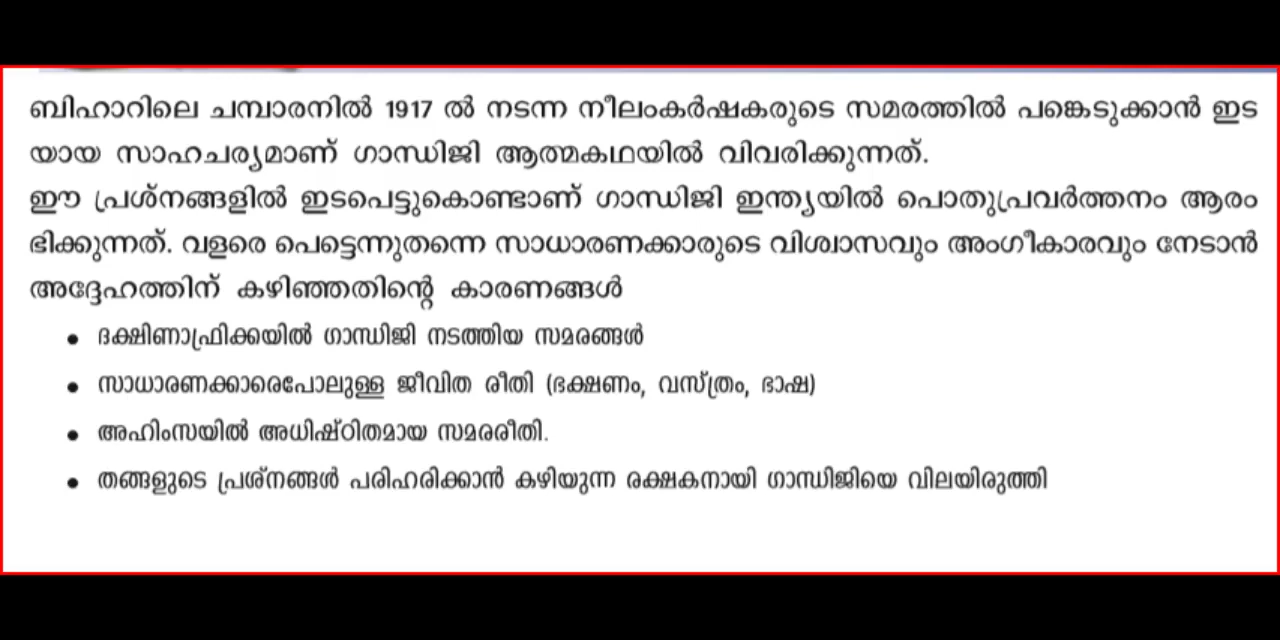 ബിഹാറിലെ ചമ്പാരനിൽ 1917 ൽ നടന്ന നീലംകർഷകരുടെ സമരത്തിൽ പങ്കെടുക്കാൻ ഇട
യായ സാഹചര്യമാണ് ഗാന്ധിജി ആത്മകഥയിൽ വിവരിക്കുന്നത്.
ഈ പ്രശ്നങ്ങളിൽ ഇടപെട്ടുകൊണ്ടാണ് ഗാന്ധിജി ഇന്ത്യയിൽ പൊതുപ്രവർത്തനം ആരം
ഭിക്കുന്നത്. വളരെ പെട്ടെന്നുതന്നെ സാധാരണക്കാരുടെ വിശ്വാസവും അംഗീകാരവും നേടാൻ
അദ്ദേഹത്തിന് കഴിഞ്ഞതിന്റെ കാരണങ്ങൾ
• ദക്ഷിണാഫ്രിക്കയിൽ ഗാന്ധിജി നടത്തിയ സമരങ്ങൾ
• സാധാരണക്കാരെപോലുള്ള ജീവിത രീതി (ഭക്ഷണം, വസ്ത്രം, ഭാഷ)
• അഹിംസയിൽ അധിഷ്ഠിതമായ സമരരീതി.
• തങ്ങളുടെ പ്രശ്നങ്ങൾ പരിഹരിക്കാൻ കഴിയുന്ന രക്ഷകനായി ഗാന്ധിജിയെ വിലയിരുത്തി